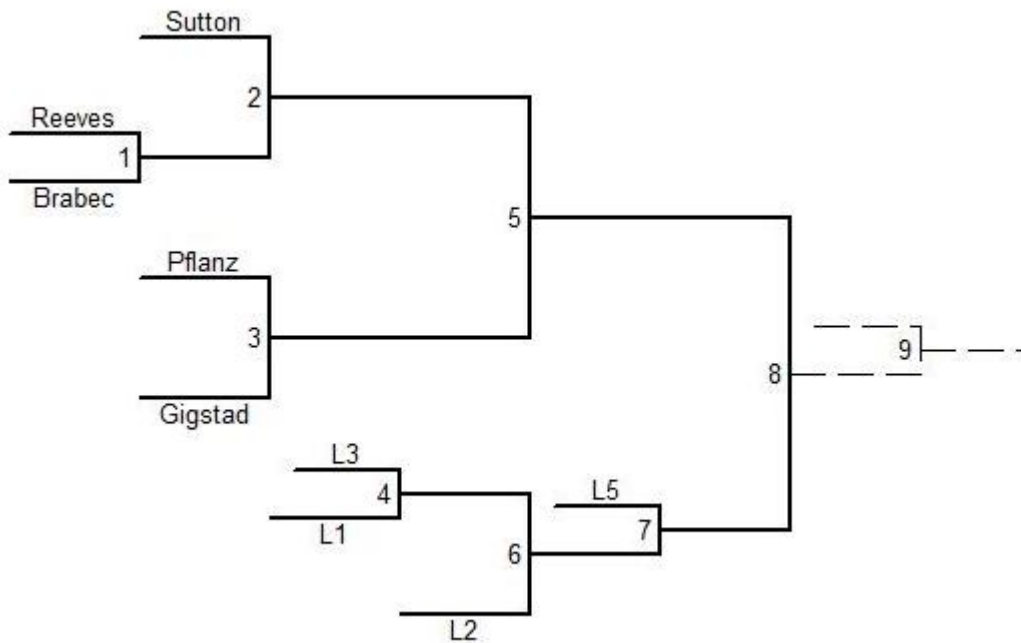 Sutton
2
Reeves
1
Brabec
5
Pflanz
3
9
8
Gigstad
L3
4
L5
L1
7
6
L2